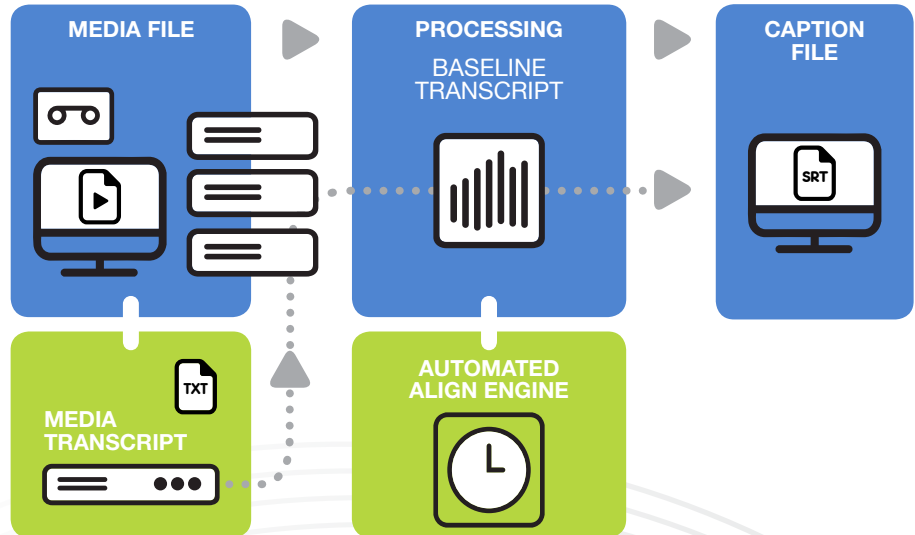 MEDIA FILE
PROCESSING
BASELINE
TRANSCRIPT
CAPTION
FILE
SRT
TXT
MEDIA
TRANSCRIPT
AUTOMATED
ALIGN ENGINE